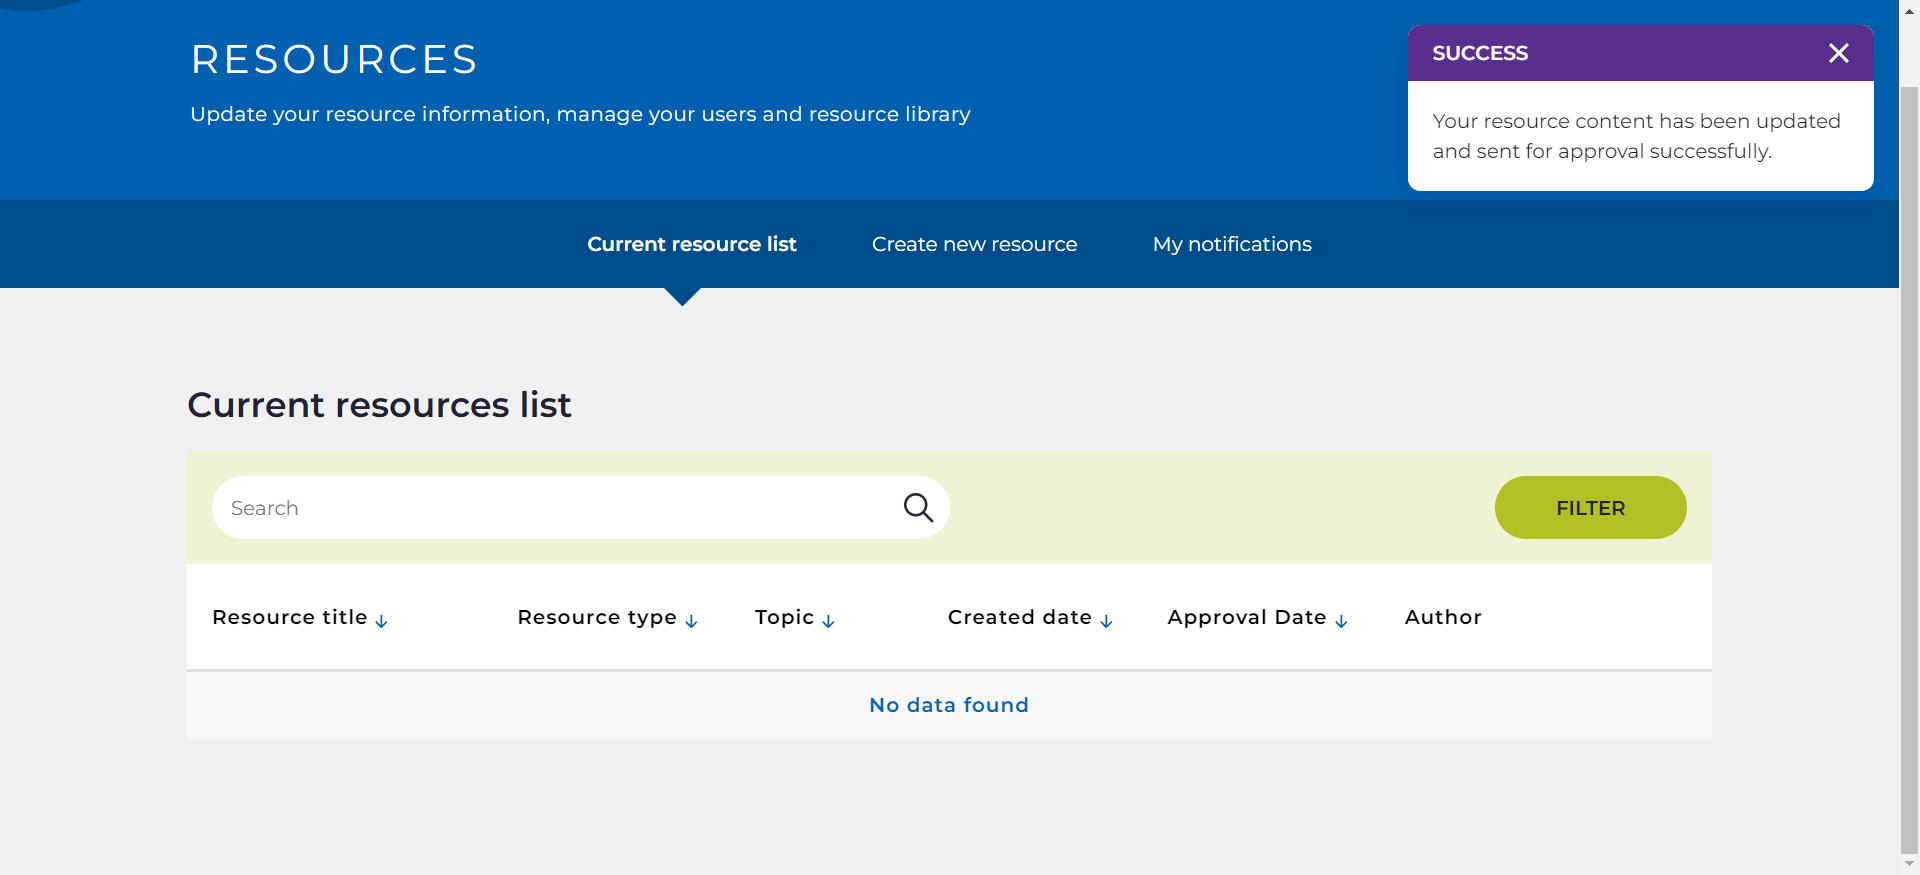 RESOURCES
Update your resource information, manage your users and resource library
SUCCESS
Your resource content has been updated
and sent for approval successfully.
Current resource list
Create new resource
My notifications
Current resources list
Search
FILTER
Resource title
Resource type
Topic
Created date
Approval Date
Author
No data found